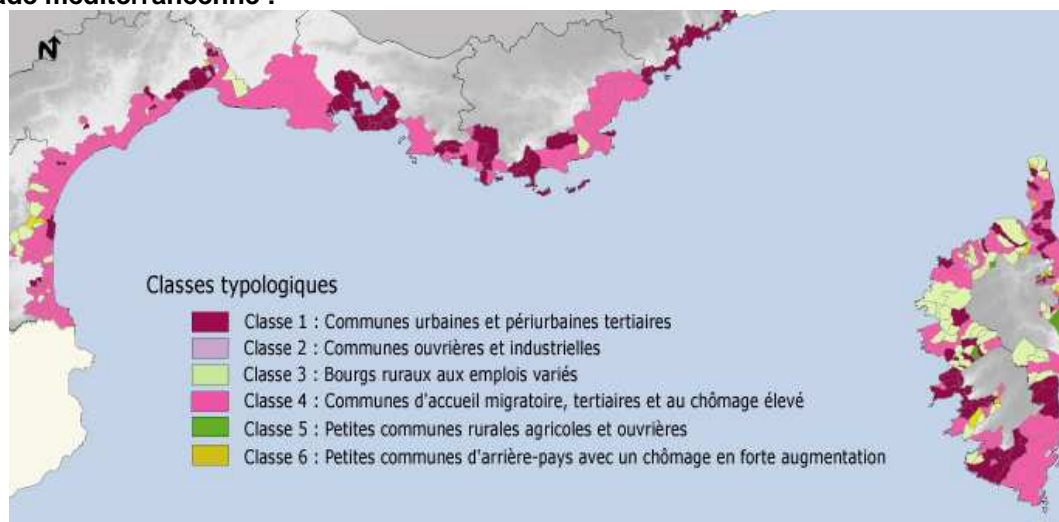 ade méditerranéenne :
N
Classes typologiques
Classe 1 : Communes urbaines et périurbaines tertiaires
Classe 2 : Communes ouvrières et industrielles
Classe 3 : Bourgs ruraux aux emplois variés
Classe 4 : Communes d'accueil migratoire, tertiaires et au chômage élevé
Classe 5 : Petites communes rurales agricoles et ouvrières
Classe 6 : Petites communes d'arrière-pays avec un chômage en forte augmentation